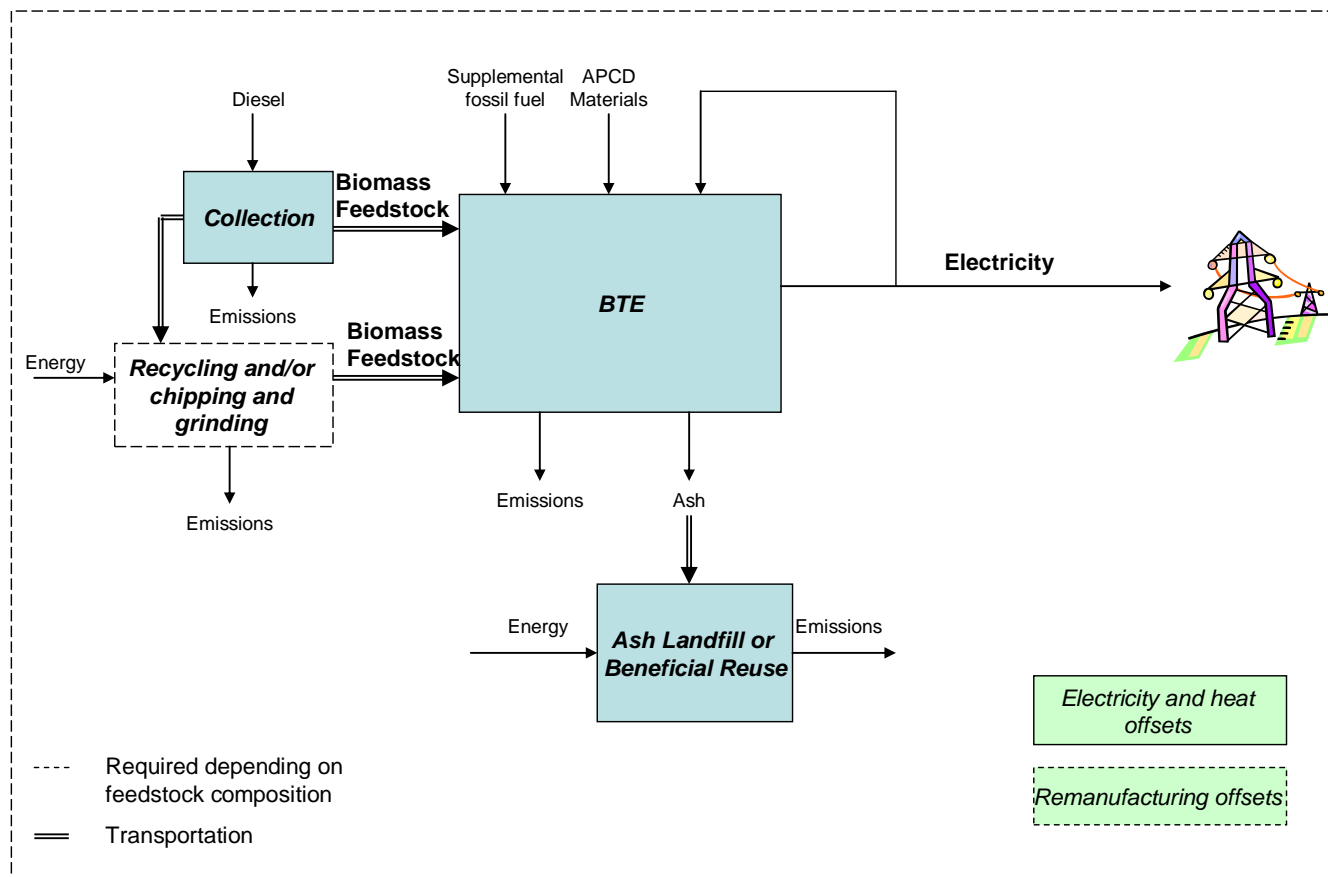 Supplemental
fossil fuel
APCD
Materials
Diesel
Biomass
Feedstock
Collection
Electricity
BTE
Emissions
Biomass
Feedstock
Energy
Recycling and/or
chipping and
grinding
Emissions
Emissions
Ash
Energy
Emissions
Ash Landfill or
Beneficial Reuse
Electricity and heat
offsets
Required depending on
feedstock composition
Remanufacturing offsets
Transportation